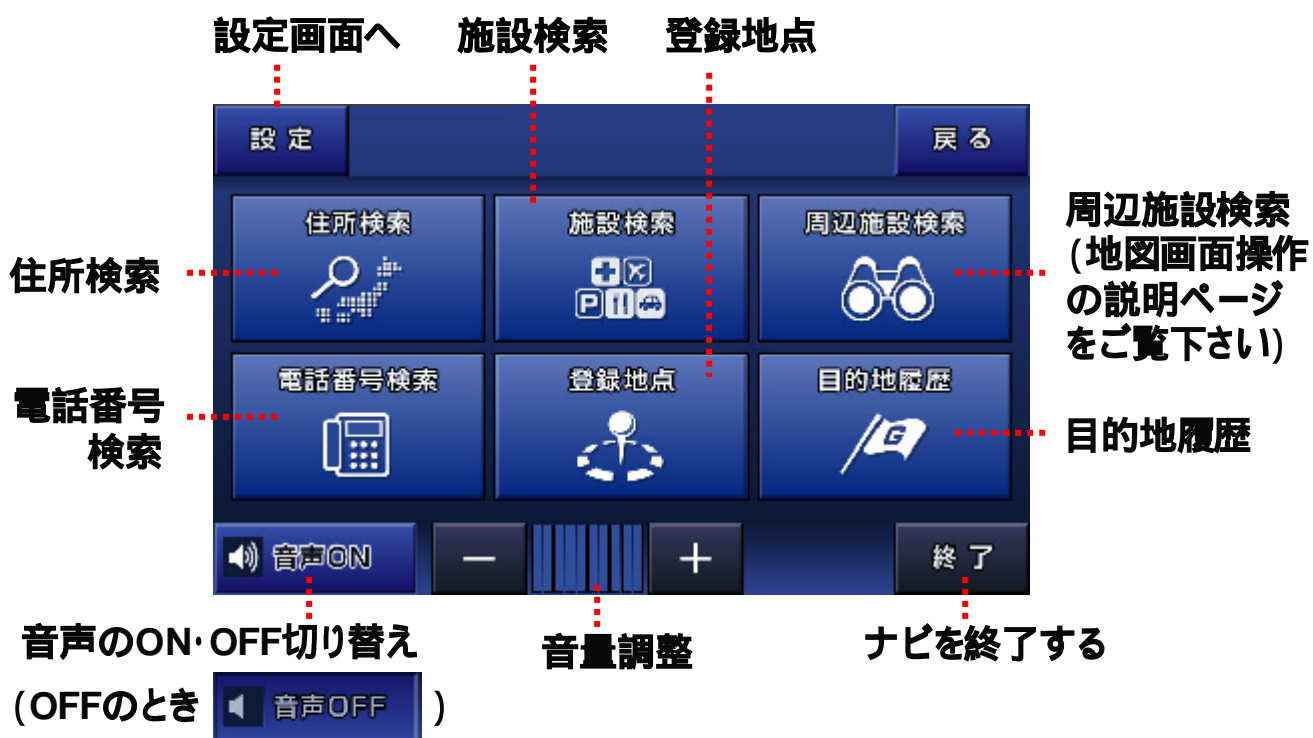 設定画面へ 施設検索 登録地点
設定 戻る
住所検索 施設検索 周辺施設検索
P
電話番号検索 登録地点 目的地履歴
G
音声ON － ＋ 終了
住所検索
電話番号
検索
周辺施設検索
(地図画面操作
の説明ページ
をご覧下さい)
目的地履歴
音声のON・OFF切り替え
(OFFのとき 音声OFF )
音量調整
ナビを終了する